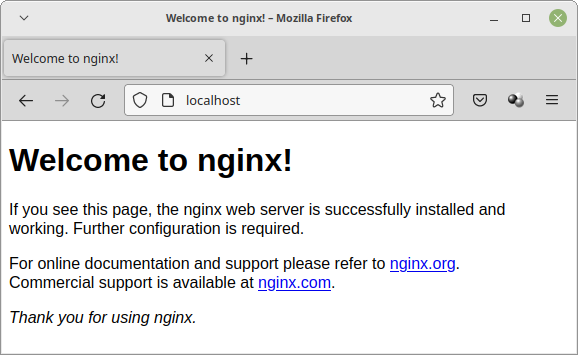 Welcome to nginx! – Mozilla Firefox
Welcome to nginx!
localhost
Welcome to nginx!
If you see this page, the nginx web server is successfully installed and
working. Further configuration is required.
For online documentation and support please refer to nginx.org.
Commercial support is available at nginx.com.
Thank you for using nginx.